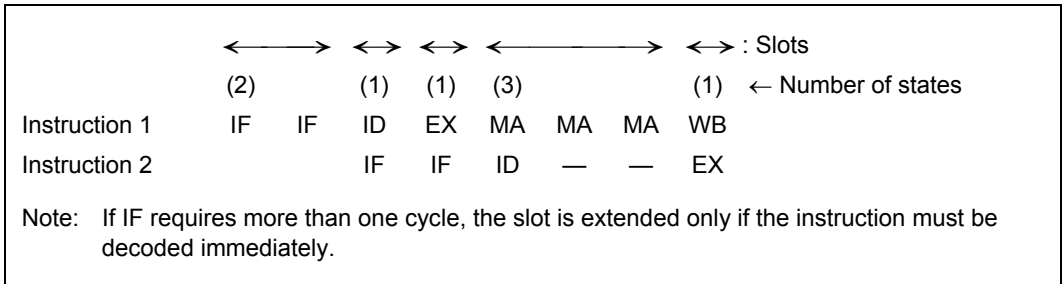 : Slots
(2) (1) (1) (3) (1) ← Number of states
Instruction 1 IF IF ID EX MA MA MA WB
Instruction 2 IF IF ID — — EX
Note: If IF requires more than one cycle, the slot is extended only if the instruction must be
decoded immediately.